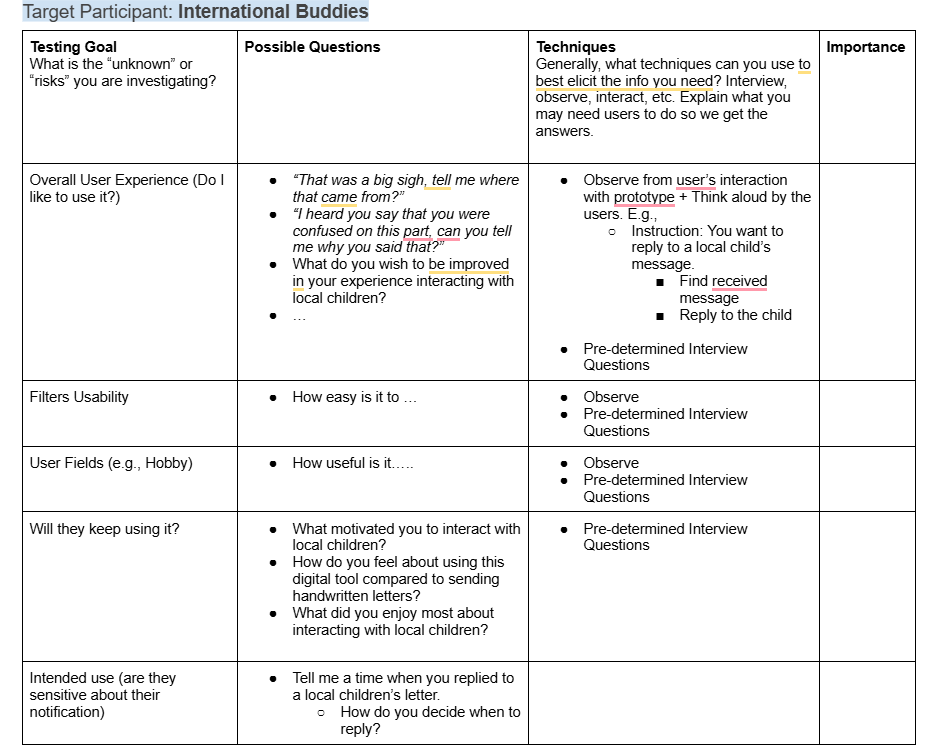 Target Participant: International Buddies
Testing Goal
What is the “unknown” or
“risks” you are investigating?
Possible Questions
Techniques
Generally, what techniques can you use to
best elicit the info you need? Interview,
observe, interact, etc. Explain what you
may need users to do so we get the
answers.
Importance
Overall User Experience (Do I
like to use it?)
● “That was a big sigh, tell me where
that came from?”
● “I heard you say that you were
confused on this part, can you tell
me why you said that?”
● What do you wish to be improved
in your experience interacting with
local children?
● …
● Observe from user’s interaction
with prototype + Think aloud by the
users. E.g.,
○ Instruction: You want to
reply to a local child’s
message.
■ Find received
message
■ Reply to the child
● Pre-determined Interview
Questions
Filters Usability
● How easy is it to …
● Observe
● Pre-determined Interview
Questions
User Fields (e.g., Hobby)
● How useful is it…..
● Observe
● Pre-determined Interview
Questions
Will they keep using it?
● What motivated you to interact with
local children?
● How do you feel about using this
digital tool compared to sending
handwritten letters?
● What did you enjoy most about
interacting with local children?
● Pre-determined Interview
Questions
Intended use (are they
sensitive about their
notification)
● Tell me a time when you replied to
a local children’s letter.
○ How do you decide when to
reply?